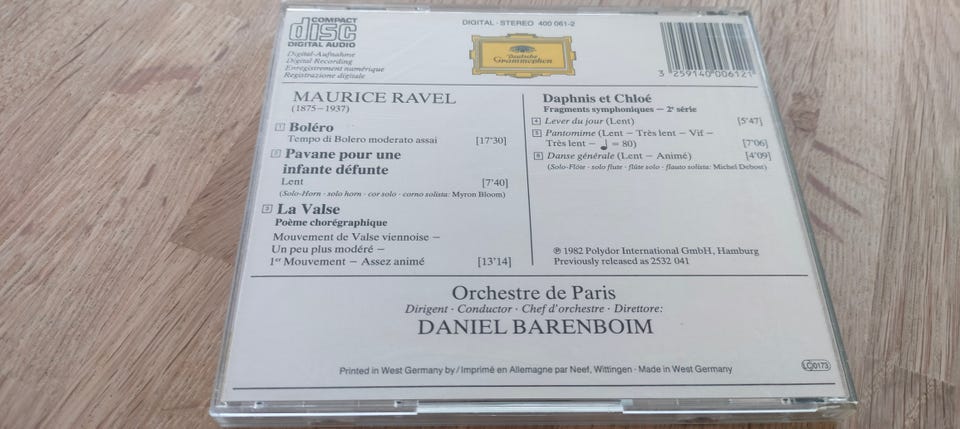 COMPACT
disc
DIGITAL AUDIO
Digital-Aufnahme
Digital Recording
Enregistrement numérique
Registrazione digitale
DIGITAL · STEREO 400 061-2
Deutsche
Grammophon
3 259140 006121
MAURICE RAVEL
(1875–1937)
1 Boléro
Tempo di Bolero moderato assai [17'30]
2 Pavane pour une
infante défunte
Lent [7'40]
(Solo-Horn · solo horn · cor solo · corno solista: Myron Bloom)
3 La Valse
Poème chorégraphique
Mouvement de Valse viennoise –
Un peu plus modéré –
1er Mouvement – Assez animé [13'14]
Daphnis et Chloé
Fragments symphoniques – 2e série
4 Lever du jour (Lent) [5'47]
5 Pantomime (Lent – Très lent – Vif –
Très lent – ♩ = 80) [7'06]
6 Danse générale (Lent – Animé) [4'09]
(Solo-Flöte · solo flute · flûte solo · flauto solista: Michel Debost)
℗ 1982 Polydor International GmbH, Hamburg
Previously released as 2532 041
Orchestre de Paris
Dirigent · Conductor · Chef d'orchestre · Direttore:
DANIEL BARENBOIM
Printed in West Germany by / Imprimé en Allemagne par Neef, Wittingen · Made in West Germany
LC 0173